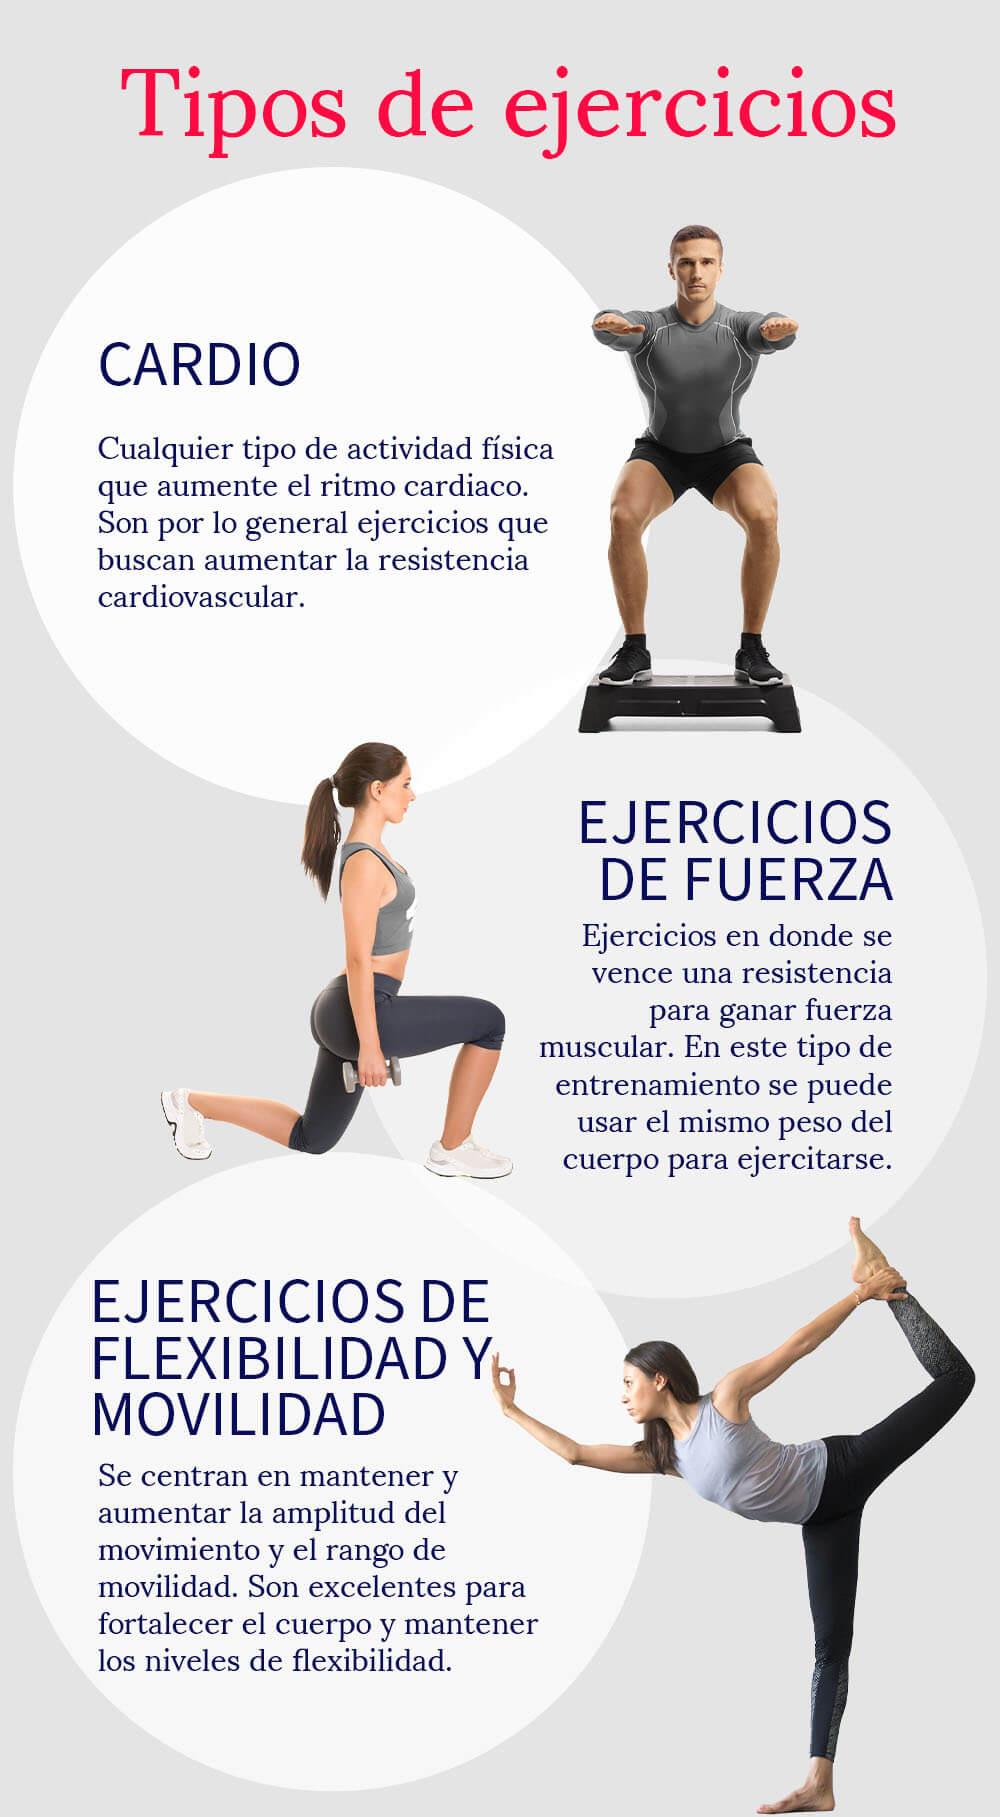 Tipos de ejercicios
CARDIO
Cualquier tipo de actividad física
que aumente el ritmo cardiaco.
Son por lo general ejercicios que
buscan aumentar la resistencia
cardiovascular.
EJERCICIOS
DE FUERZA
Ejercicios en donde se
vence una resistencia
para ganar fuerza
muscular. En este tipo de
entrenamiento se puede
usar el mismo peso del
cuerpo para ejercitarse.
EJERCICIOS DE
FLEXIBILIDAD Y
MOVILIDAD
Se centran en mantener y
aumentar la amplitud del
movimiento y el rango de
movilidad. Son excelentes para
fortalecer el cuerpo y mantener
los niveles de flexibilidad.